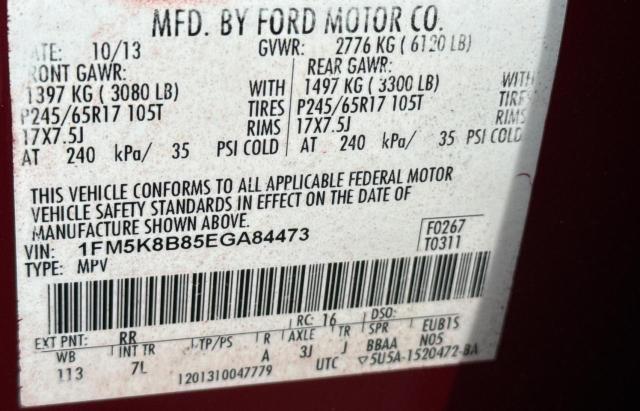 MFD. BY FORD MOTOR CO.
ATE: 10/13 GVWR: 2776 KG ( 6120 LB)
RONT GAWR: REAR GAWR:
1397 KG ( 3080 LB) WITH 1497 KG ( 3300 LB) WITH
P245/65R17 105T TIRES P245/65R17 105T TIRE
17X7.5J RIMS 17X7.5J RIMS
AT 240 kPa/ 35 PSI COLD AT 240 kPa/ 35 PSI COLD
THIS VEHICLE CONFORMS TO ALL APPLICABLE FEDERAL MOTOR
VEHICLE SAFETY STANDARDS IN EFFECT ON THE DATE OF
MANUFACTURE SHOWN ABOVE.
VIN: 1FM5K8B85EGA84473 F0267
TYPE: MPV T0311
EXT PNT: RR RC: 16 DSO:
WB INT TR TP/PS R AXLE TR SPR EUB1S
113 7L A 3J J BBAA N05
1201310047779 UTC ▽5U5A-1520472-BA